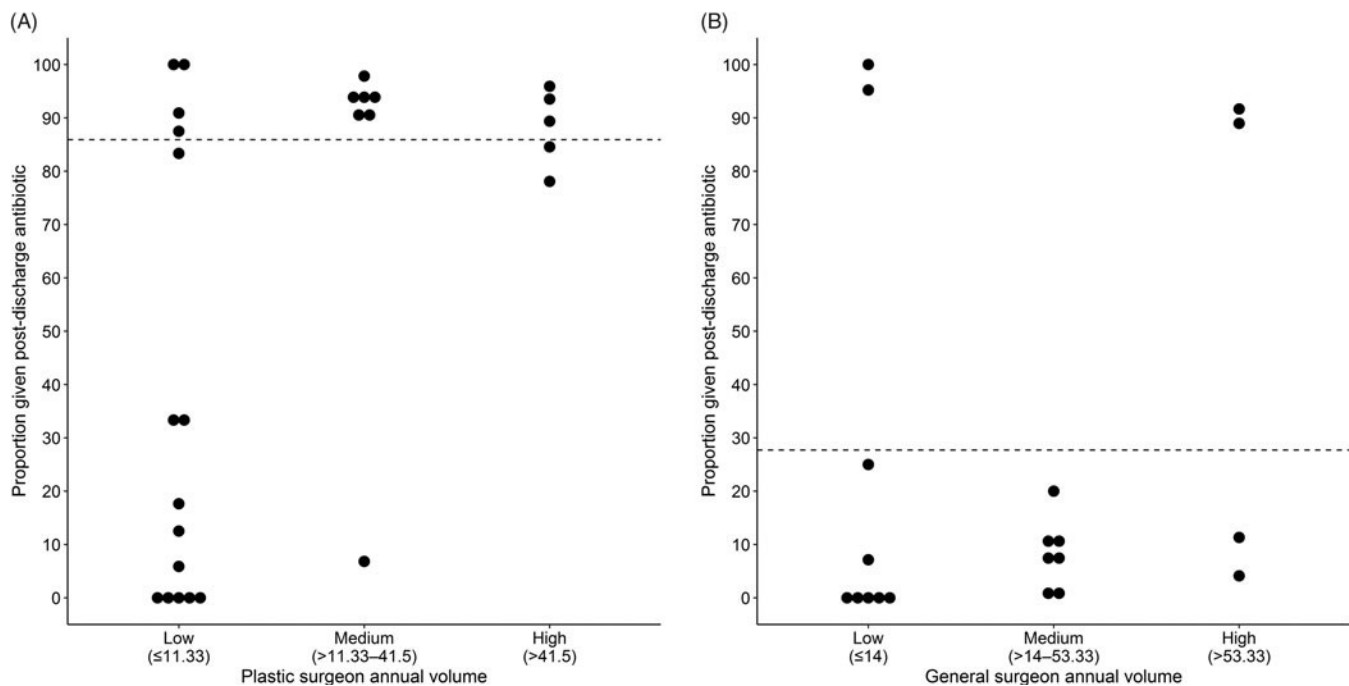 (A)
Proportion given post-discharge antibiotic
100
90
80
70
60
50
40
30
20
10
0
Low Medium High
(≤11.33) (>11.33–41.5) (>41.5)
Plastic surgeon annual volume
(B)
Proportion given post-discharge antibiotic
100
90
80
70
60
50
40
30
20
10
0
Low Medium High
(≤14) (>14–53.33) (>53.33)
General surgeon annual volume